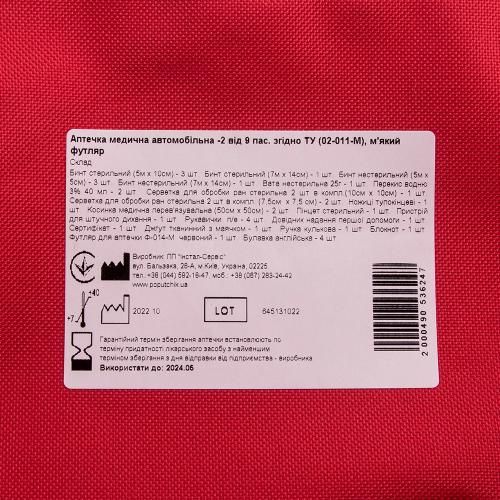 Аптечка медична автомобільна -2 від 9 пас. згідно ТУ (02-011-М), м'який
футляр
Склад
Бинт стерильний (5м х 10см) - 3 шт. Бинт стерильний (7м х 14см) - 1 шт. Бинт нестерильний (5м х
5см) - 3 шт. Бинт нестерильний (7м х 14см) - 1 шт. Вата нестерильна 25г - 1 шт. Перекис водню
3% 40 мл - 2 шт. Серветка для обробки ран стерильна 2 шт в компл.(10см х 10см) - 1 шт.
Серветка для обробки ран стерильна 2 шт в компл. (7,5см х 7,5 см) - 2 шт. Ножиці тупокінцеві - 1
шт. Косинка медична перев'язувальна (50см х 50см) - 2 шт. Пінцет стерильний - 1 шт. Пристрій
для штучного дихання - 1 шт. Рукавички п/е - 4 шт. Довідник надання першої допомоги - 1 шт.
Сертифікат - 1 шт. Джгут тканинний з маячком - 1 шт. Ручка кулькова - 1 шт. Блокнот - 1 шт.
Футляр для аптечки Ф-014-М червоний - 1 шт. Булавка англійська - 4 шт.
Виробник: ПП "Інстал-Сервіс"
вул. Бальзака, 28-А, м.Київ, Україна, 02225
тел. +38 (044) 592-18-47, моб.: +38 (067) 283-24-42
www.poputchik.ua
+40
+7
2022.10
LOT
645131022
2 000490 536247
Гарантійний термін зберігання аптечки встановлюють по
терміну придатності лікарського засобу з найменшим
терміном зберігання з дня відправки від підприємства - виробника
Використати до: 2024.06